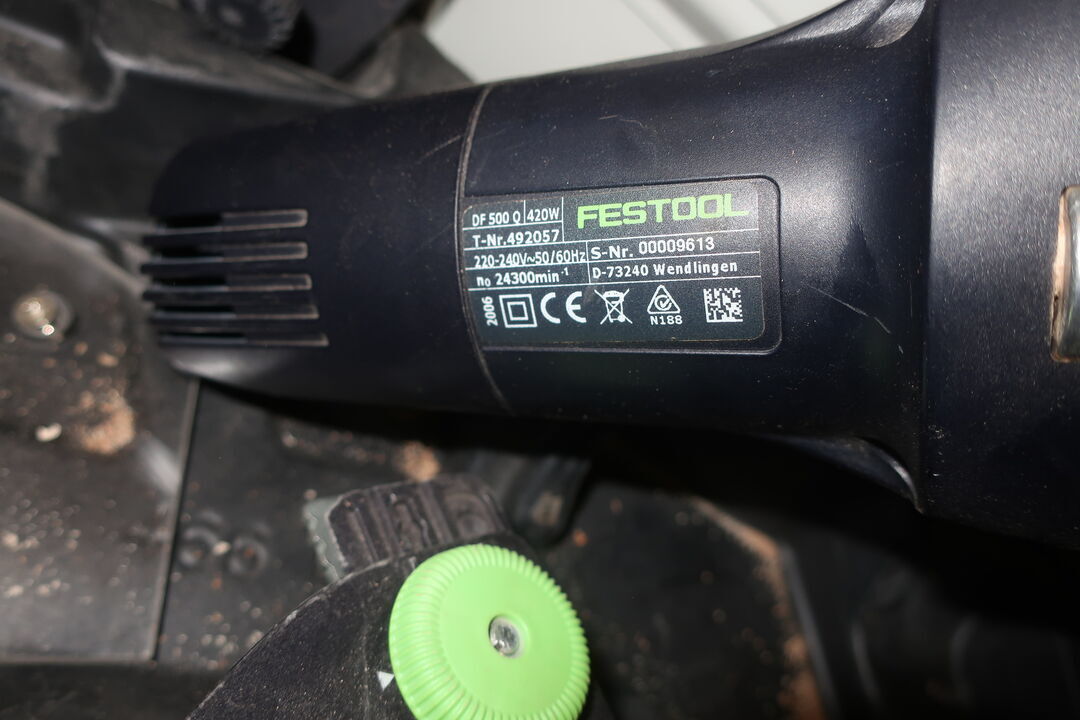 DF 500 Q 420W FESTOOL
T-Nr.492057
220-240V~50/60Hz S-Nr. 00009613
n₀ 24300min⁻¹ D-73240 Wendlingen
2006 CE
N188